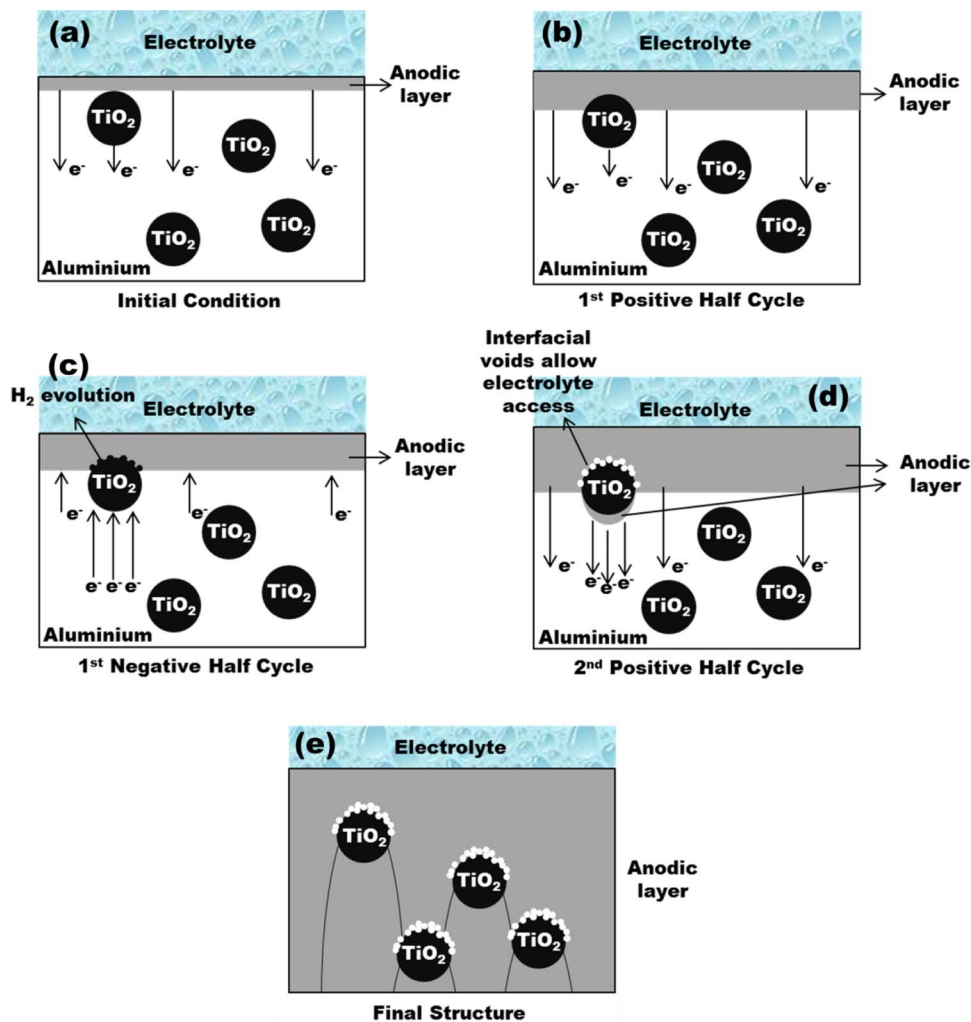 (a)
Electrolyte
Anodic
layer
TiO₂
TiO₂
e⁻ e⁻ e⁻ e⁻
TiO₂
TiO₂
Aluminium
Initial Condition
(b)
Electrolyte
Anodic
layer
TiO₂
TiO₂
e⁻ e⁻ e⁻ e⁻
TiO₂
TiO₂
Aluminium
1st Positive Half Cycle
(c)
H₂ evolution
Electrolyte
Anodic
layer
TiO₂
e⁻ e⁻ e⁻
TiO₂
e⁻ e⁻ e⁻
TiO₂
TiO₂
Aluminium
1st Negative Half Cycle
Interfacial
voids allow
electrolyte
access
(d)
Electrolyte
Anodic
layer
TiO₂
TiO₂
e⁻ e⁻ e⁻ e⁻ e⁻ e⁻
TiO₂
TiO₂
Aluminium
2nd Positive Half Cycle
(e)
Electrolyte
TiO₂
TiO₂
TiO₂
TiO₂
Anodic
layer
Final Structure